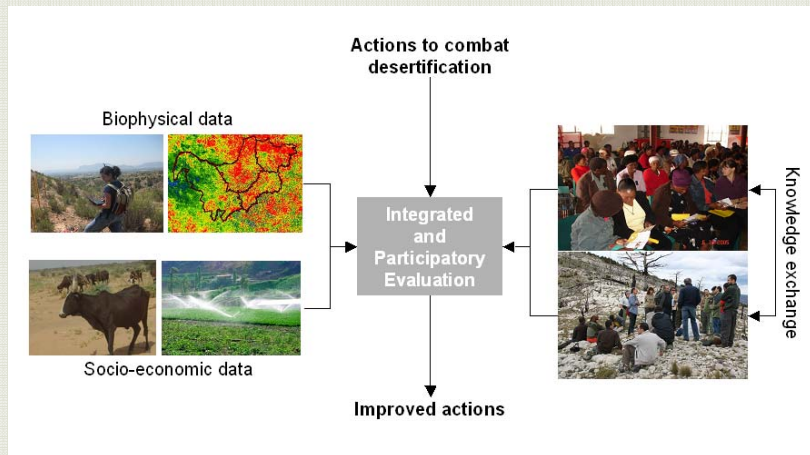 Actions to combat
desertification
Biophysical data
Integrated
and
Participatory
Evaluation
Knowledge exchange
Socio-economic data
Improved actions